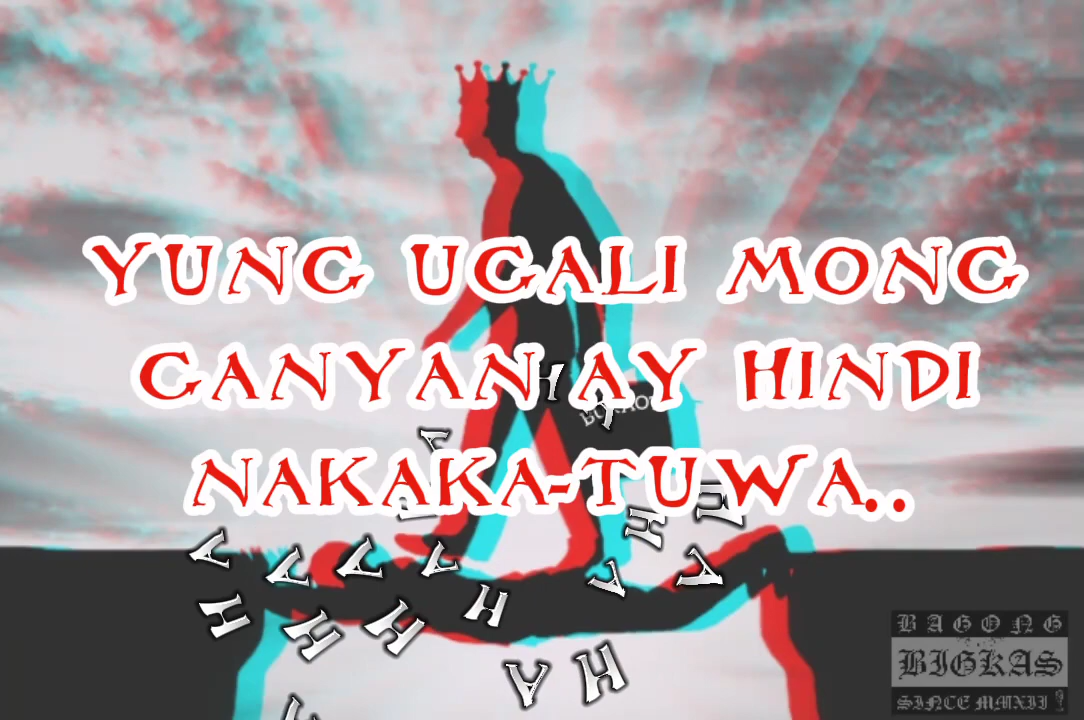 YUNG UGALI MONG
GANYAN AY HINDI
NAKAKA-TUWA..
H A
A H
A A A A H A H A
H H H H
A H
BAGONG
BIGKAS
SINCE MMXII